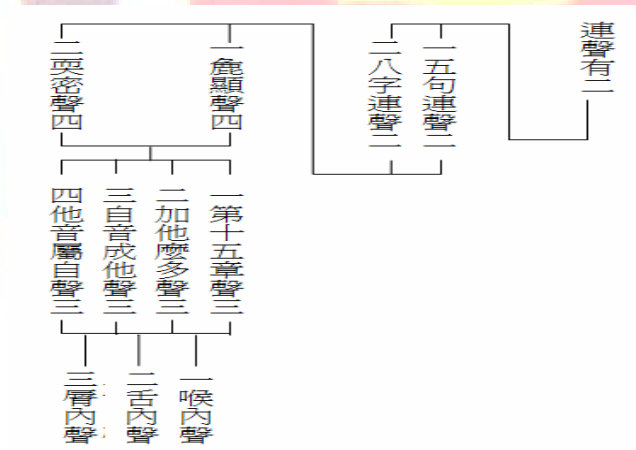 連聲有二
一五句連聲二
二八字連聲二
一麁顯聲四
二耎密聲四
一第十五章聲三
二加他麼多聲三
三自音成他聲三
四他音屬自聲三
一喉內聲
二舌內聲
三脣內聲